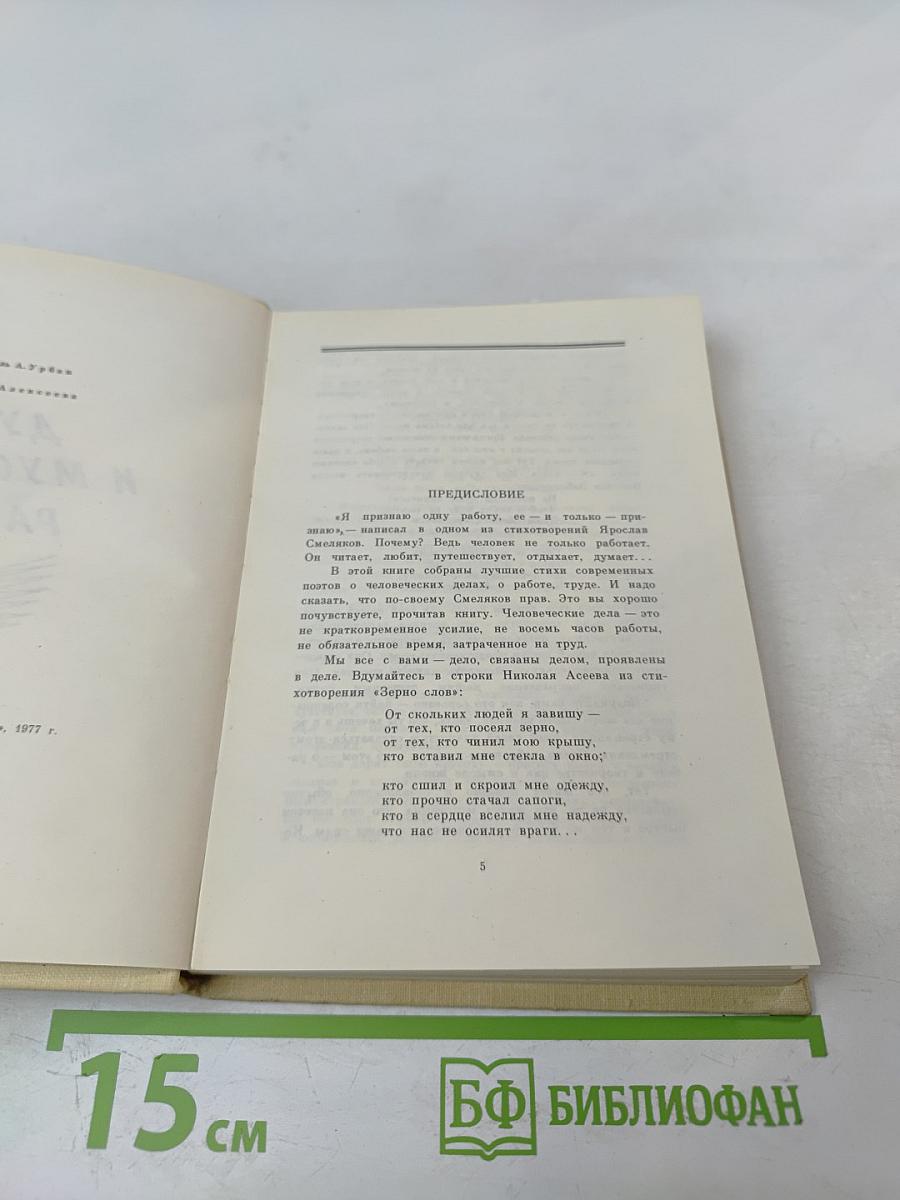 ь А. Урбан
Алексеева
», 1977 г.
ПРЕДИСЛОВИЕ
«Я признаю одну работу, ее — и только — при-
знаю», — написал в одном из стихотворений Ярослав
Смеляков. Почему? Ведь человек не только работает.
Он читает, любит, путешествует, отдыхает, думает...
В этой книге собраны лучшие стихи современных
поэтов о человеческих делах, о работе, труде. И надо
сказать, что по-своему Смеляков прав. Это вы хорошо
почувствуете, прочитав книгу. Человеческие дела — это
не кратковременное усилие, не восемь часов работы,
не обязательное время, затраченное на труд.
Мы все с вами — дело, связаны делом, проявлены
в деле. Вдумайтесь в строки Николая Асеева из сти-
хотворения «Зерно слов»:
От скольких людей я завишу —
от тех, кто посеял зерно,
от тех, кто чинил мою крышу,
кто вставил мне стекла в окно;
кто сшил и скроил мне одежду,
кто прочно стачал сапоги,
кто в сердце вселил мне надежду,
что нас не осилят враги...
5
15 см
БФ БИБЛИОФАН